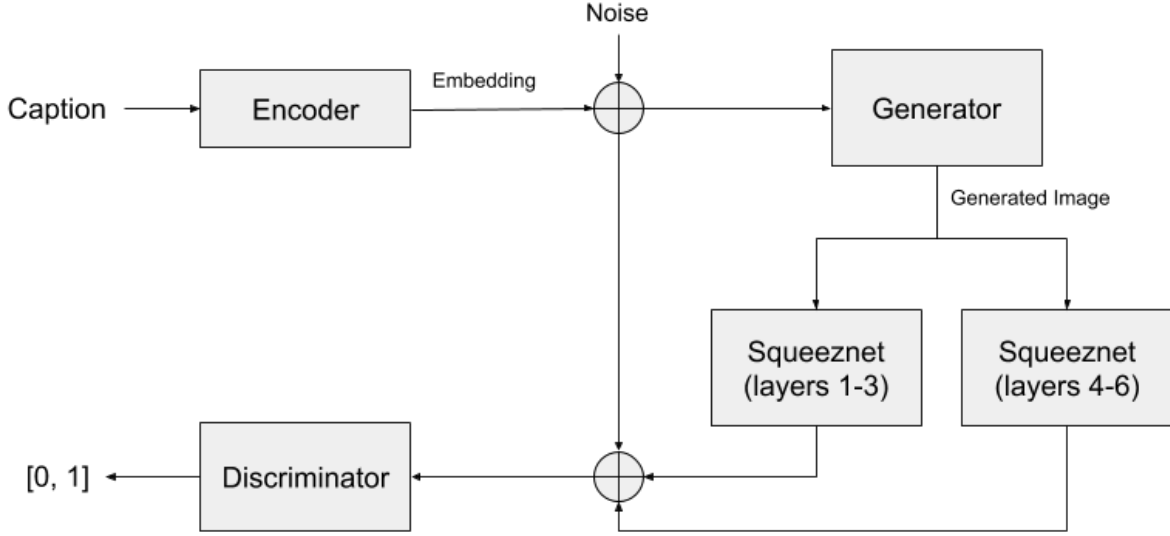 Noise
Caption
Encoder
Embedding
Generator
Generated Image
Squeeznet
(layers 1-3)
Squeeznet
(layers 4-6)
[0, 1]
Discriminator